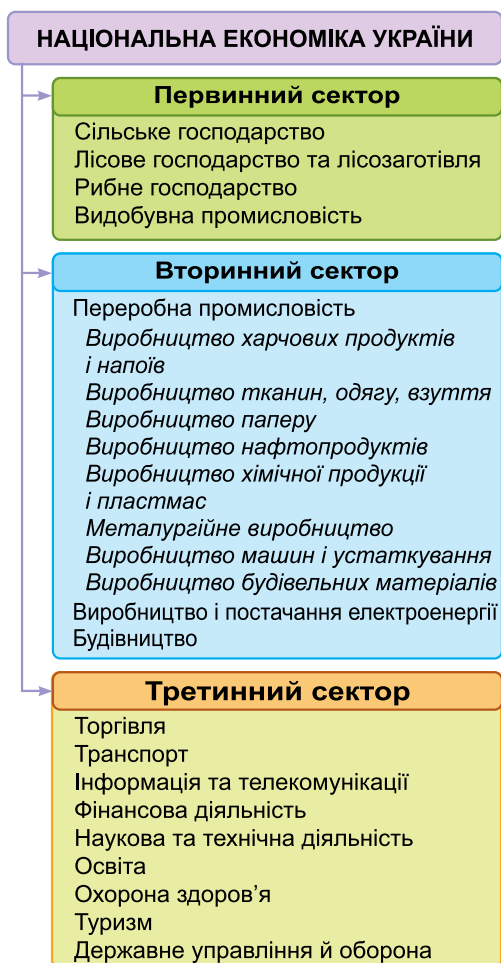 НАЦІОНАЛЬНА ЕКОНОМІКА УКРАЇНИ
Первинний сектор
Сільське господарство
Лісове господарство та лісозаготівля
Рибне господарство
Видобувна промисловість
Вторинний сектор
Переробна промисловість
Виробництво харчових продуктів
і напоїв
Виробництво тканин, одягу, взуття
Виробництво паперу
Виробництво нафтопродуктів
Виробництво хімічної продукції
і пластмас
Металургійне виробництво
Виробництво машин і устаткування
Виробництво будівельних матеріалів
Виробництво і постачання електроенергії
Будівництво
Третинний сектор
Торгівля
Транспорт
Інформація та телекомунікації
Фінансова діяльність
Наукова та технічна діяльність
Освіта
Охорона здоров’я
Туризм
Державне управління й оборона